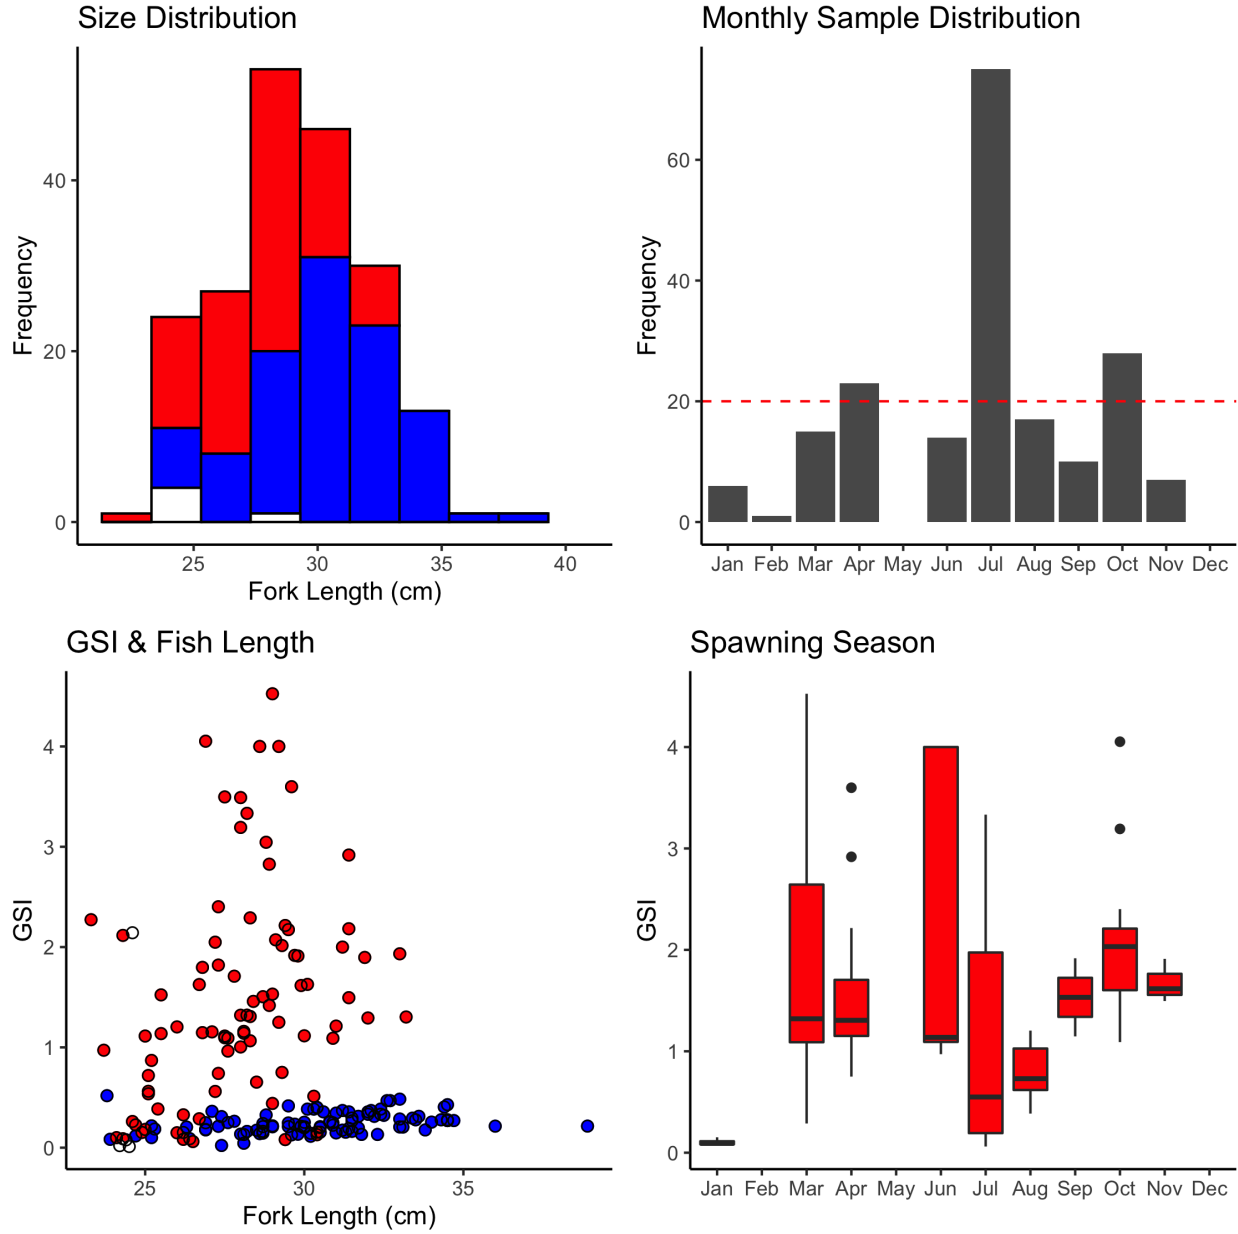 Size Distribution
Frequency
40
20
0
25 30 35 40
Fork Length (cm)
Monthly Sample Distribution
Frequency
60
40
20
0
Jan Feb Mar Apr May Jun Jul Aug Sep Oct Nov Dec
GSI & Fish Length
GSI
4
3
2
1
0
25 30 35
Fork Length (cm)
Spawning Season
GSI
4
3
2
1
0
Jan Feb Mar Apr May Jun Jul Aug Sep Oct Nov Dec